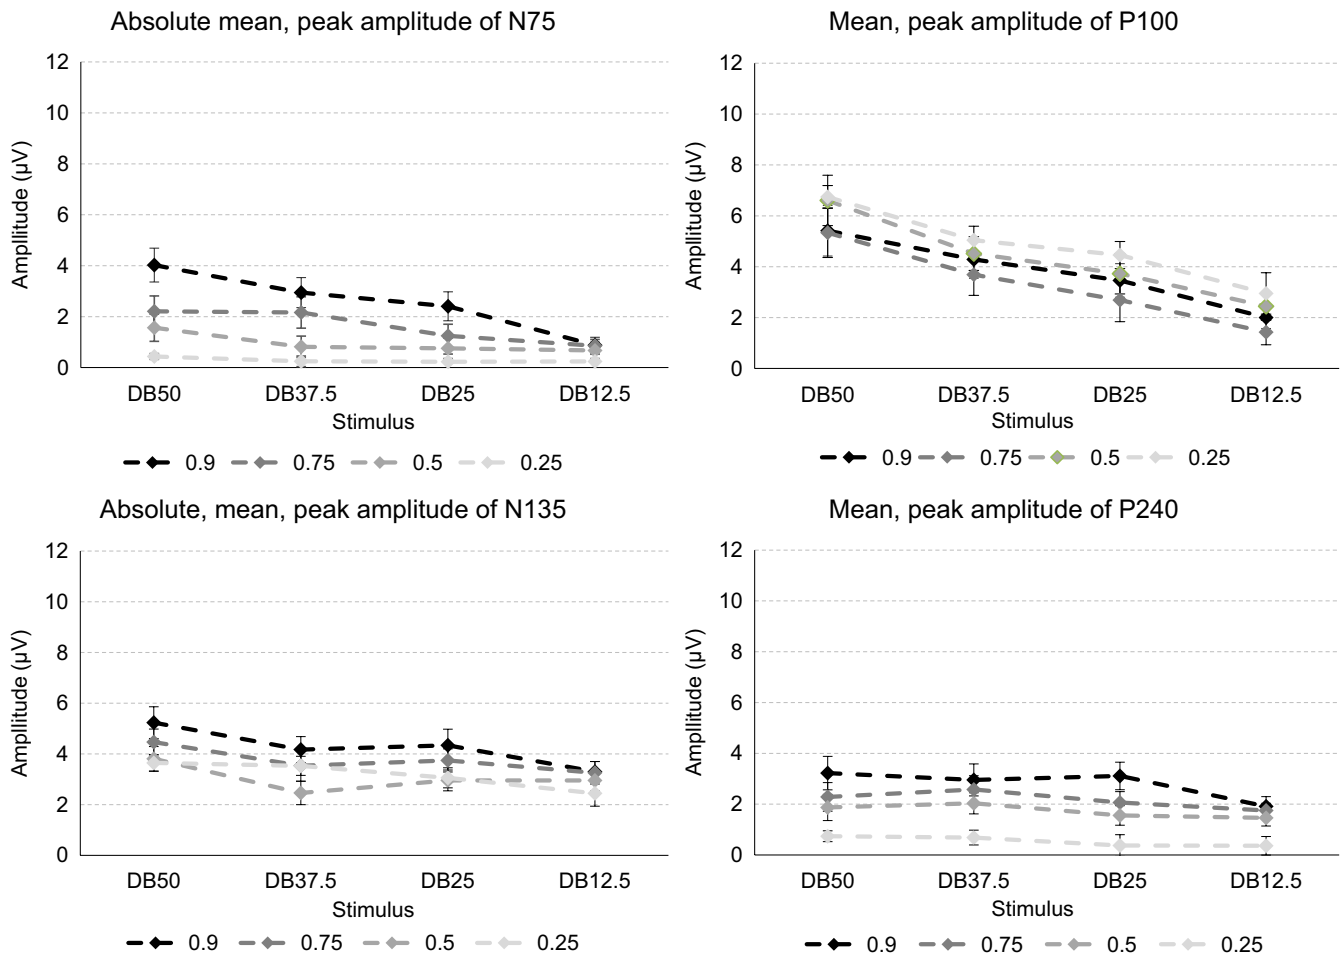 Absolute mean, peak amplitude of N75
12
10
8
6
4
2
0
Ampllitude (μV)
DB50 DB37.5 DB25 DB12.5
Stimulus
0.9 0.75 0.5 0.25
Mean, peak amplitude of P100
12
10
8
6
4
2
0
Ampllitude (μV)
DB50 DB37.5 DB25 DB12.5
Stimulus
0.9 0.75 0.5 0.25
Absolute, mean, peak amplitude of N135
12
10
8
6
4
2
0
Ampllitude (μV)
DB50 DB37.5 DB25 DB12.5
Stimulus
0.9 0.75 0.5 0.25
Mean, peak amplitude of P240
12
10
8
6
4
2
0
Ampllitude (μV)
DB50 DB37.5 DB25 DB12.5
Stimulus
0.9 0.75 0.5 0.25